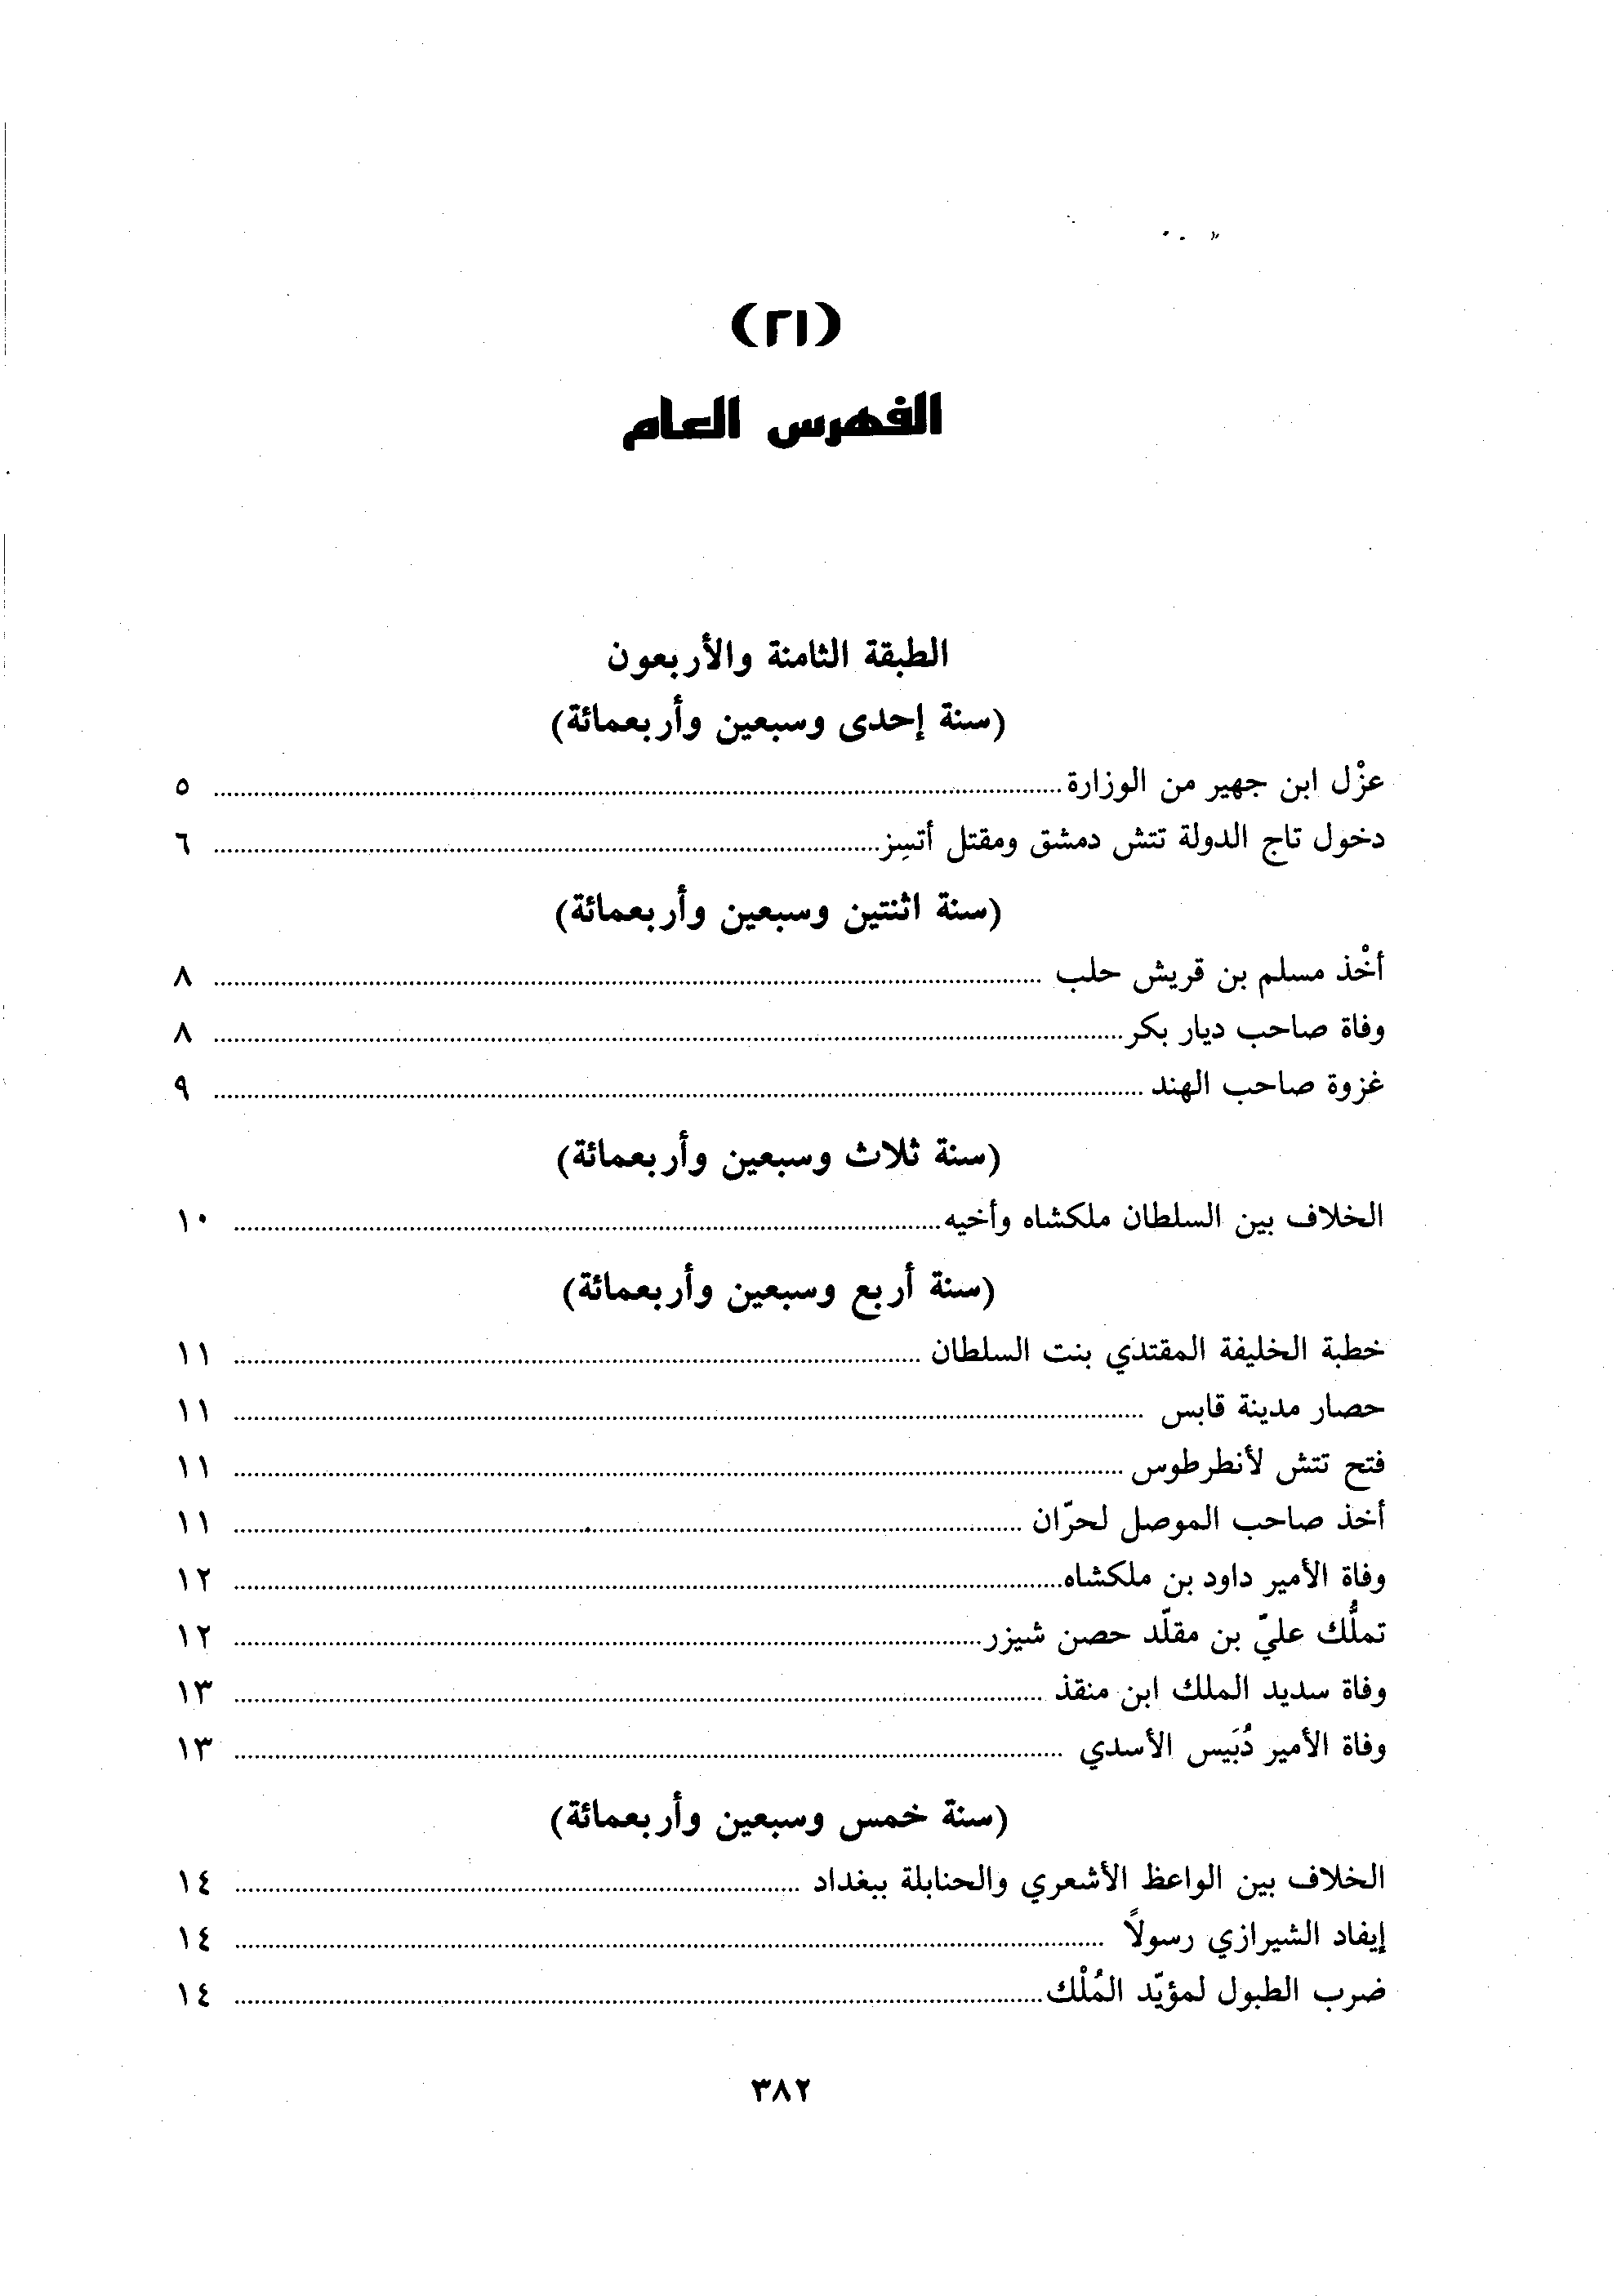 (٢١)
الفهرس العام
الطبقة الثامنة والأربعون
(سنة إحدى وسبعين وأربعمائة)
عزْل ابن جهير من الوزارة ........ ٥
دخول تاج الدولة تتش دمشق ومقتل أتسِز ........ ٦
(سنة اثنتين وسبعين وأربعمائة)
أخْذ مسلم بن قريش حلب ........ ٨
وفاة صاحب ديار بكر ........ ٨
غزوة صاحب الهند ........ ٩
(سنة ثلاث وسبعين وأربعمائة)
الخلاف بين السلطان ملكشاه وأخيه ........ ١٠
(سنة أربع وسبعين وأربعمائة)
خطبة الخليفة المقتدي بنت السلطان ........ ١١
حصار مدينة قابس ........ ١١
فتح تتش لأنطرطوس ........ ١١
أخذ صاحب الموصل لحرّان ........ ١١
وفاة الأمير داود بن ملكشاه ........ ١٢
تملُّك عليّ بن مقلّد حصن شيزر ........ ١٢
وفاة سديد الملك ابن منقذ ........ ١٣
وفاة الأمير دُبَيس الأسدي ........ ١٣
(سنة خمس وسبعين وأربعمائة)
الخلاف بين الواعظ الأشعري والحنابلة ببغداد ........ ١٤
إيفاد الشيرازي رسولاً ........ ١٤
ضرب الطبول لمؤيّد المُلْك ........ ١٤
٣٨٢